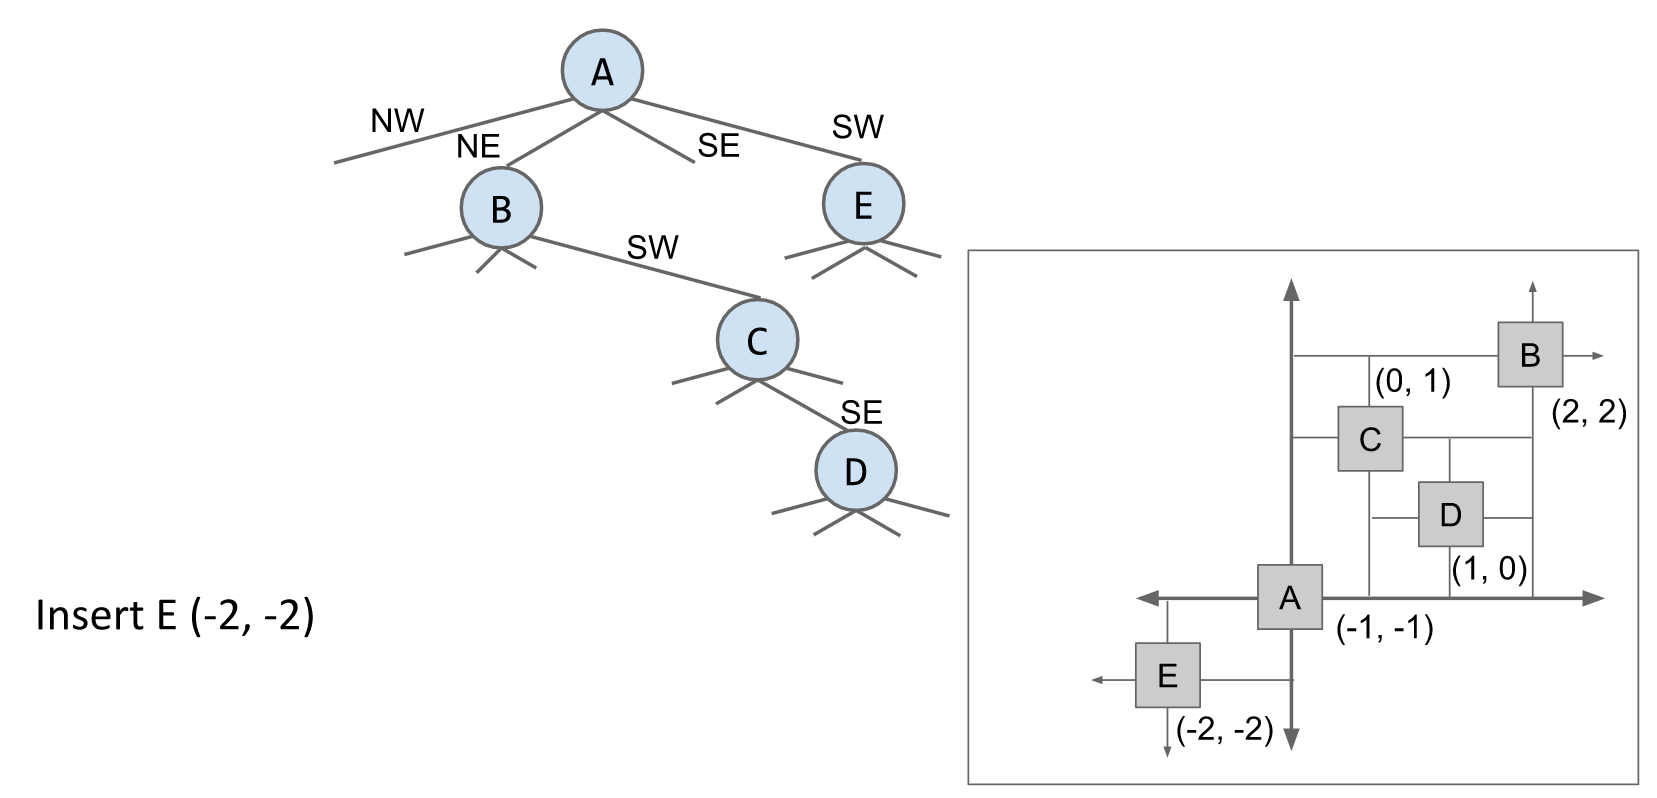 A
NW
NE
SE
SW
B
E
SW
C
SE
D
Insert E (-2, -2)
B
(0, 1)
(2, 2)
C
D
(1, 0)
A
(-1, -1)
E
(-2, -2)